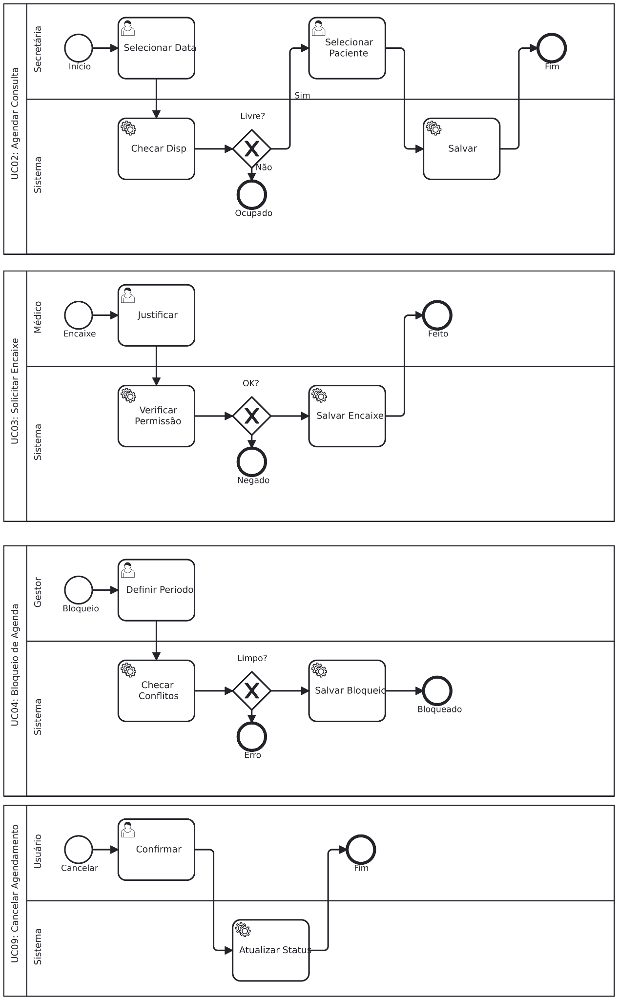 UC02: Agendar Consulta
Secretária
Início
Selecionar Data
Selecionar
Paciente
Fim
Sim
Sistema
Checar Disp
Livre?
Não
Ocupado
Salvar
UC03: Solicitar Encaixe
Médico
Encaixe
Justificar
Feito
Sistema
Verificar
Permissão
OK?
Negado
Salvar Encaixe
UC04: Bloqueio de Agenda
Gestor
Bloqueio
Definir Periodo
Sistema
Checar
Conflitos
Limpo?
Erro
Salvar Bloqueio
Bloqueado
UC09: Cancelar Agendamento
Usuário
Cancelar
Confirmar
Fim
Sistema
Atualizar Status